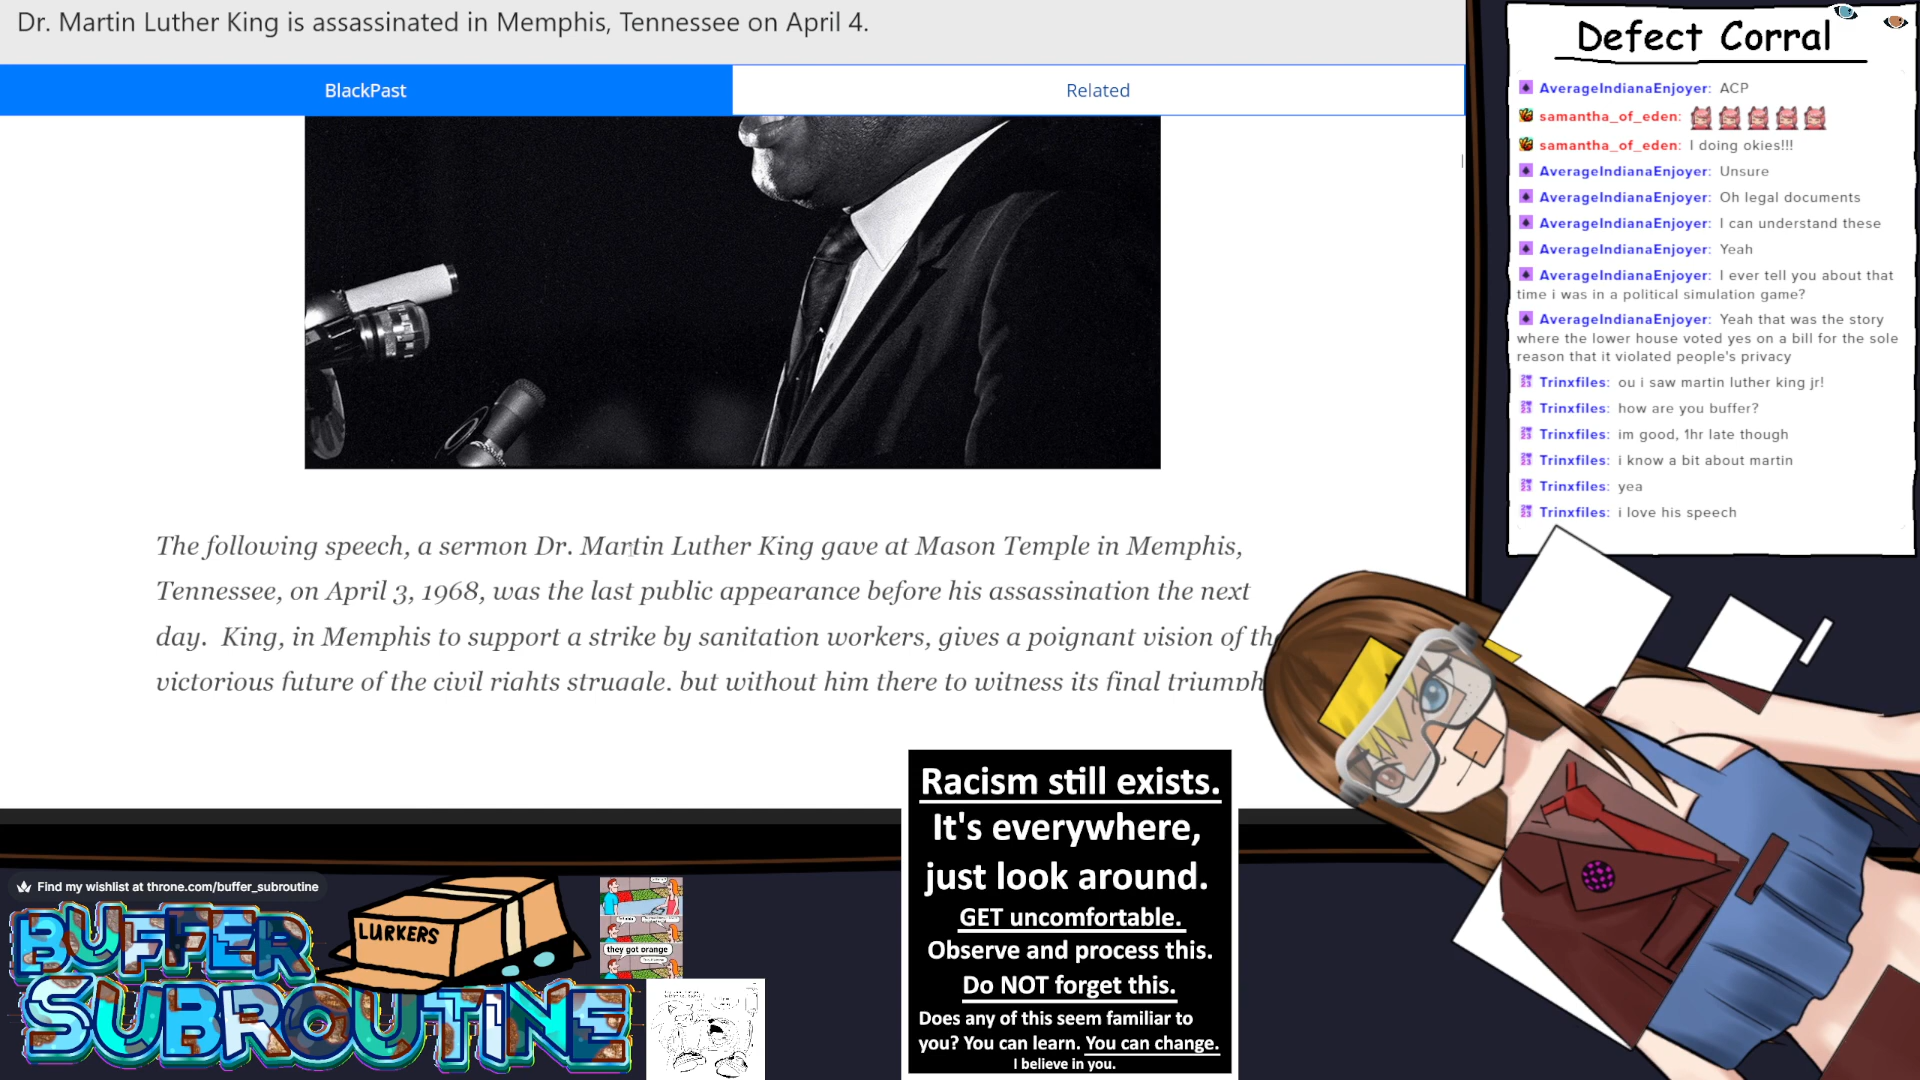 Dr. Martin Luther King is assassinated in Memphis, Tennessee on April 4.
BlackPast
Related
The following speech, a sermon Dr. Martin Luther King gave at Mason Temple in Memphis,
Tennessee, on April 3, 1968, was the last public appearance before his assassination the next
day.  King, in Memphis to support a strike by sanitation workers, gives a poignant vision of the
victorious future of the civil rights struggle, but without him there to witness its final triumph
Defect Corral
AverageIndianaEnjoyer: ACP
samantha_of_eden:
samantha_of_eden: I doing okies!!!
AverageIndianaEnjoyer: Unsure
AverageIndianaEnjoyer: Oh legal documents
AverageIndianaEnjoyer: I can understand these
AverageIndianaEnjoyer: Yeah
AverageIndianaEnjoyer: I ever tell you about that
time i was in a political simulation game?
AverageIndianaEnjoyer: Yeah that was the story
where the lower house voted yes on a bill for the sole
reason that it violated people's privacy
Trinxfiles: ou i saw martin luther king jr!
Trinxfiles: how are you buffer?
Trinxfiles: im good, 1hr late though
Trinxfiles: i know a bit about martin
Trinxfiles: yea
Trinxfiles: i love his speech
Racism still exists.
It's everywhere,
just look around.
GET uncomfortable.
Observe and process this.
Do NOT forget this.
Does any of this seem familiar to
you? You can learn. You can change.
I believe in you.
Find my wishlist at throne.com/buffer_subroutine
BUFFER
SUBROUTINE
LURKERS
they got orange